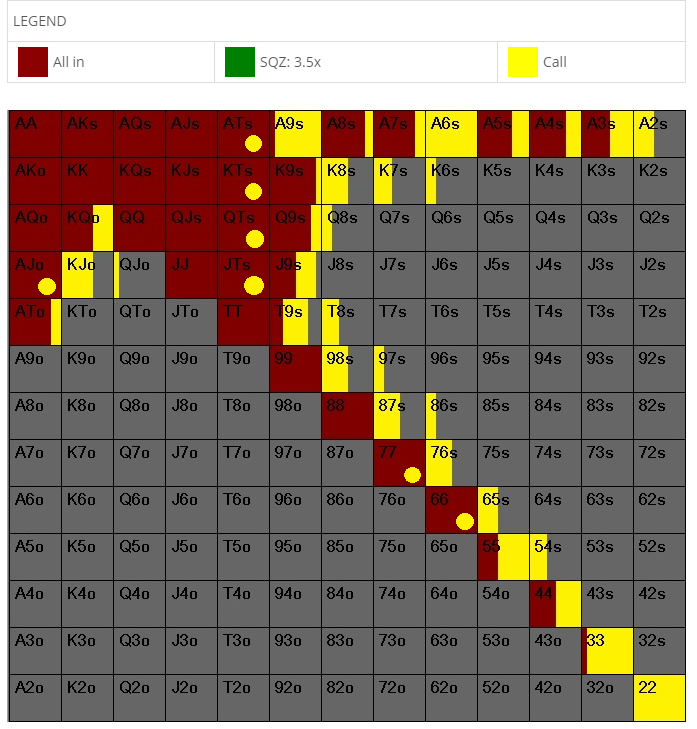 LEGEND
All in SQZ: 3.5x Call
AA AKs AQs AJs ATs A9s A8s A7s A6s A5s A4s A3s A2s
AKo KK KQs KJs KTs K9s K8s K7s K6s K5s K4s K3s K2s
AQo KQo QQ QJs QTs Q9s Q8s Q7s Q6s Q5s Q4s Q3s Q2s
AJo KJo QJo JJ JTs J9s J8s J7s J6s J5s J4s J3s J2s
ATo KTo QTo JTo TT T9s T8s T7s T6s T5s T4s T3s T2s
A9o K9o Q9o J9o T9o 99 98s 97s 96s 95s 94s 93s 92s
A8o K8o Q8o J8o T8o 98o 88 87s 86s 85s 84s 83s 82s
A7o K7o Q7o J7o T7o 97o 87o 77 76s 75s 74s 73s 72s
A6o K6o Q6o J6o T6o 96o 86o 76o 66 65s 64s 63s 62s
A5o K5o Q5o J5o T5o 95o 85o 75o 65o 55 54s 53s 52s
A4o K4o Q4o J4o T4o 94o 84o 74o 64o 54o 44 43s 42s
A3o K3o Q3o J3o T3o 93o 83o 73o 63o 53o 43o 33 32s
A2o K2o Q2o J2o T2o 92o 82o 72o 62o 52o 42o 32o 22